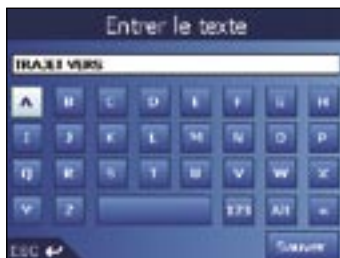 Entrer le texte
TRAJET VERS
A B C D E F G H
I J K L M N O P
Q R S T U V W X
Y Z 123 Alt
ESC Sauver